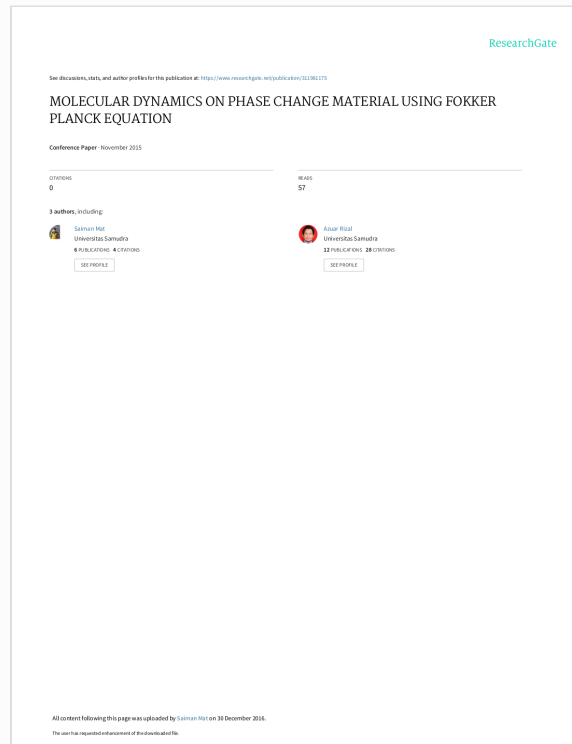 ResearchGate
See discussions, stats, and author profiles for this publication at: https://www.researchgate.net/publication/311981173
MOLECULAR DYNAMICS ON PHASE CHANGE MATERIAL USING FOKKER
PLANCK EQUATION
Conference Paper · November 2015
CITATIONS
0
READS
57
3 authors, including:
Saiman Mat
Universitas Samudra
6 PUBLICATIONS 4 CITATIONS
SEE PROFILE
Azuar Rizal
Universitas Samudra
12 PUBLICATIONS 28 CITATIONS
SEE PROFILE
All content following this page was uploaded by Saiman Mat on 30 December 2016.
The user has requested enhancement of the downloaded file.